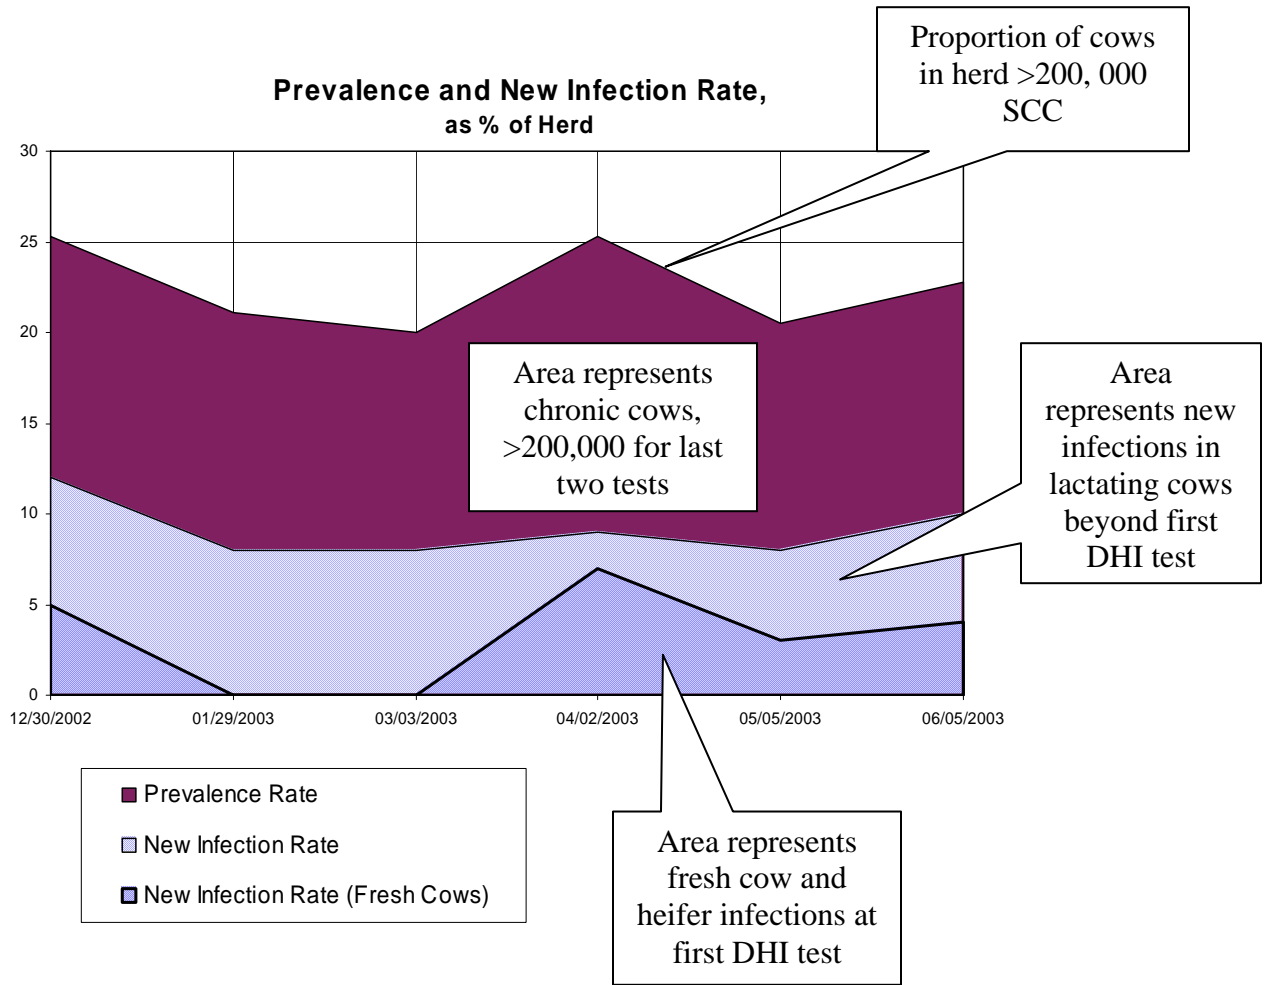 Proportion of cows
in herd >200, 000
SCC
Prevalence and New Infection Rate,
as % of Herd
30
25
20
15
10
5
0
12/30/2002
01/29/2003
03/03/2003
04/02/2003
05/05/2003
06/05/2003
Area represents
chronic cows,
>200,000 for last
two tests
Area
represents new
infections in
lactating cows
beyond first
DHI test
Prevalence Rate
New Infection Rate
New Infection Rate (Fresh Cows)
Area represents
fresh cow and
heifer infections at
first DHI test